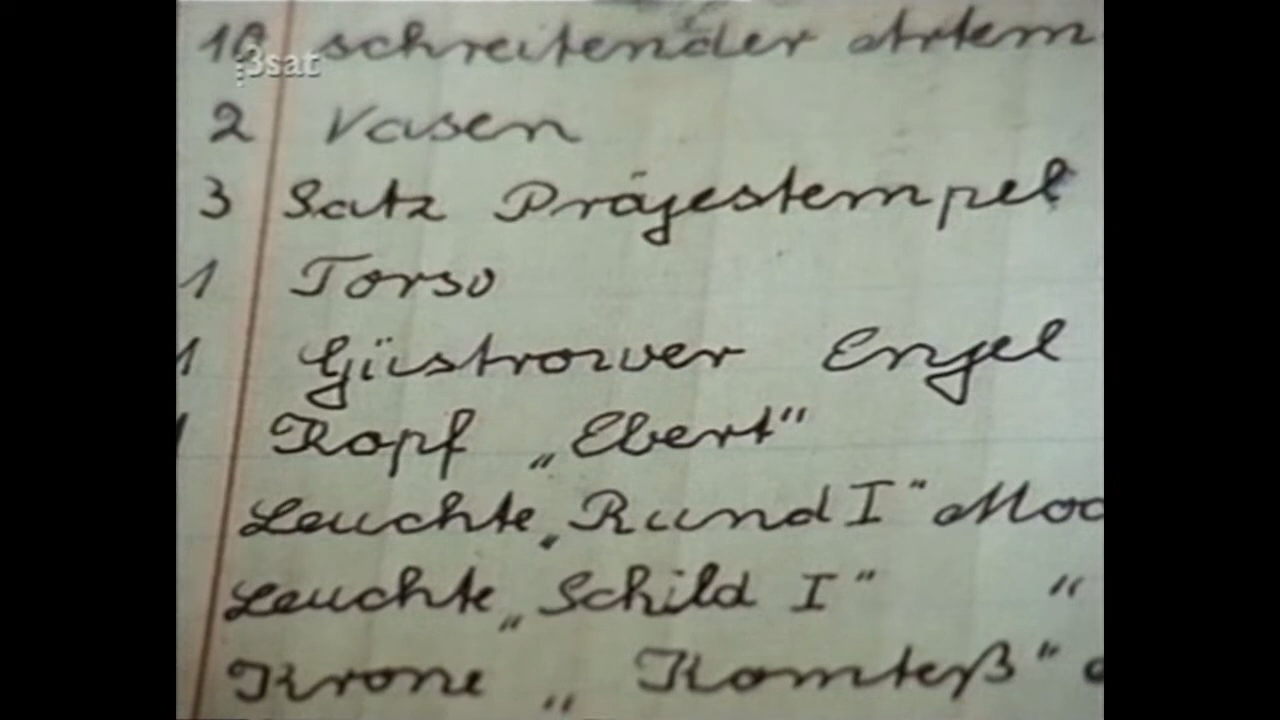 schreitender
3sat
2 Vasen
3 Satz Prägestempel
1 Torso
1 Güstrower Engel
1 Kopf „Ebert"
Leuchte „Rund I" Mod
Leuchte „Schild I" "
Krone „Komteß"